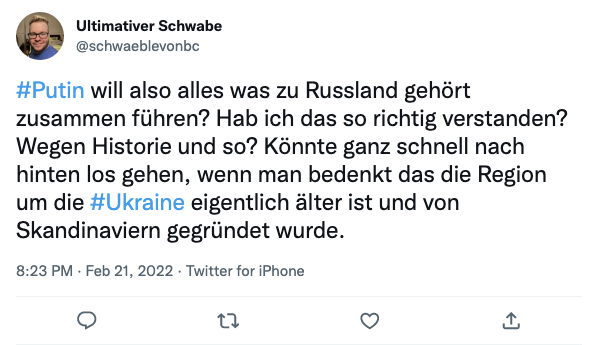 Ultimativer Schwabe
@schwaeblevonbc
#Putin will also alles was zu Russland gehört
zusammen führen? Hab ich das so richtig verstanden?
Wegen Historie und so? Könnte ganz schnell nach
hinten los gehen, wenn man bedenkt das die Region
um die #Ukraine eigentlich älter ist und von
Skandinaviern gegründet wurde.
8:23 PM · Feb 21, 2022 · Twitter for iPhone